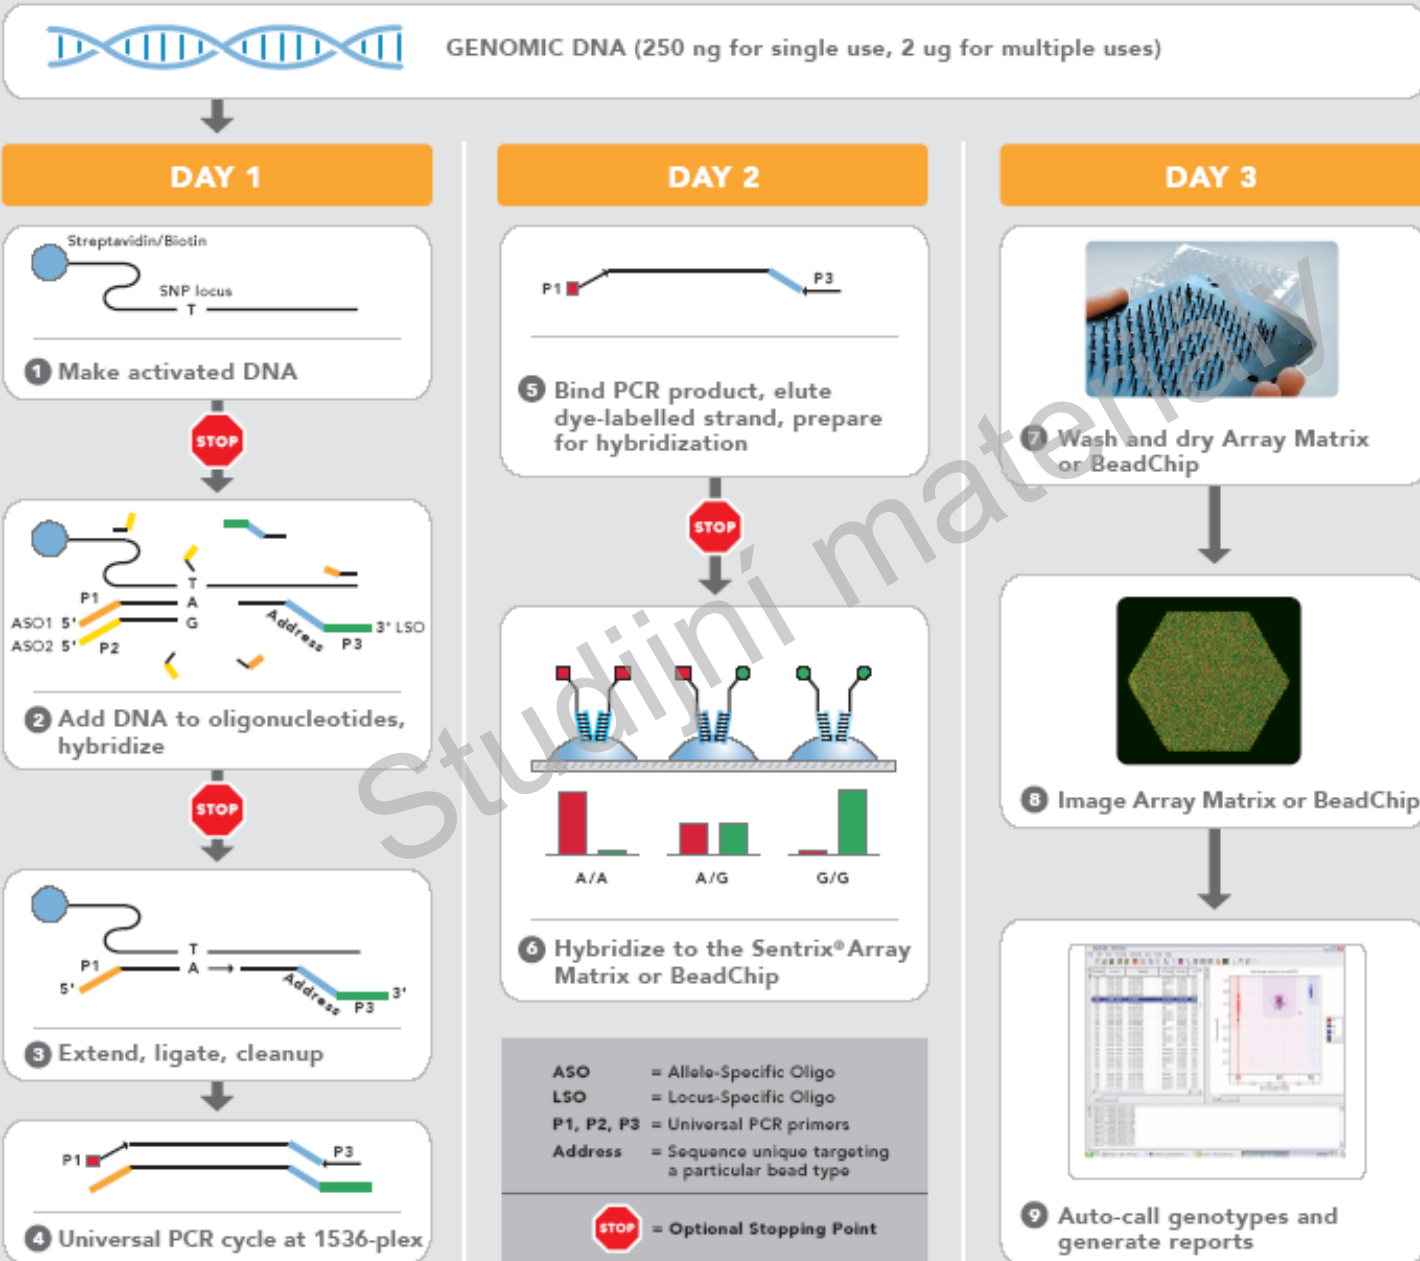 GENOMIC DNA (250 ng for single use, 2 ug for multiple uses)
DAY 1
Streptavidin/Biotin
SNP locus
T
1 Make activated DNA
STOP
T
P1
A
ASO1 5'
G
ASO2 5'
P2
Address
P3
3' LSO
2 Add DNA to oligonucleotides,
hybridize
STOP
T
P1
A
5'
Address
P3
3'
3 Extend, ligate, cleanup
P1
P3
4 Universal PCR cycle at 1536-plex
DAY 2
P1
P3
5 Bind PCR product, elute
dye-labelled strand, prepare
for hybridization
STOP
A/A
A/G
G/G
6 Hybridize to the Sentrix® Array
Matrix or BeadChip
ASO = Allele-Specific Oligo
LSO = Locus-Specific Oligo
P1, P2, P3 = Universal PCR primers
Address = Sequence unique targeting
a particular bead type
STOP = Optional Stopping Point
DAY 3
7 Wash and dry Array Matrix
or BeadChip
8 Image Array Matrix or BeadChip
9 Auto-call genotypes and
generate reports
Studijní materiály